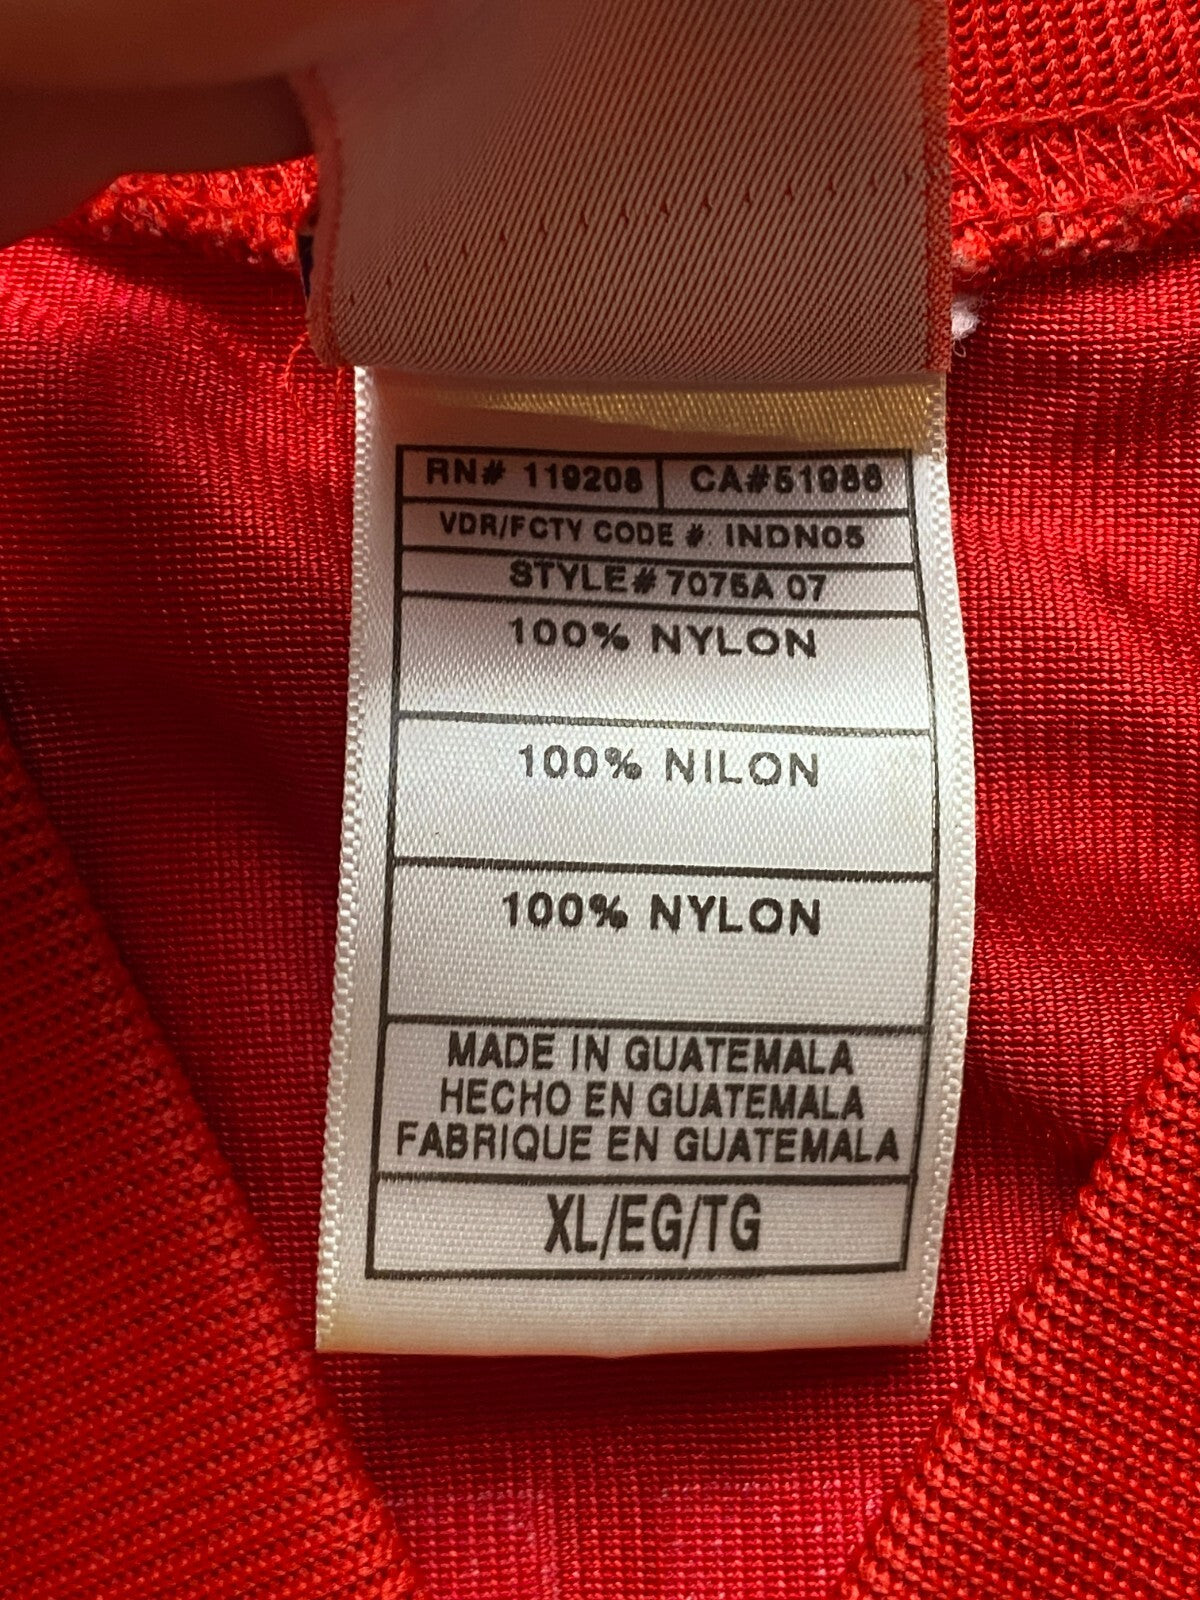 RN# 119208 CA#51986
VDR/FCTY CODE # INDN05
STYLE# 7075A 07
100% NYLON
100% NILON
100% NYLON
MADE IN GUATEMALA
HECHO EN GUATEMALA
FABRIQUE EN GUATEMALA
XL/EG/TG